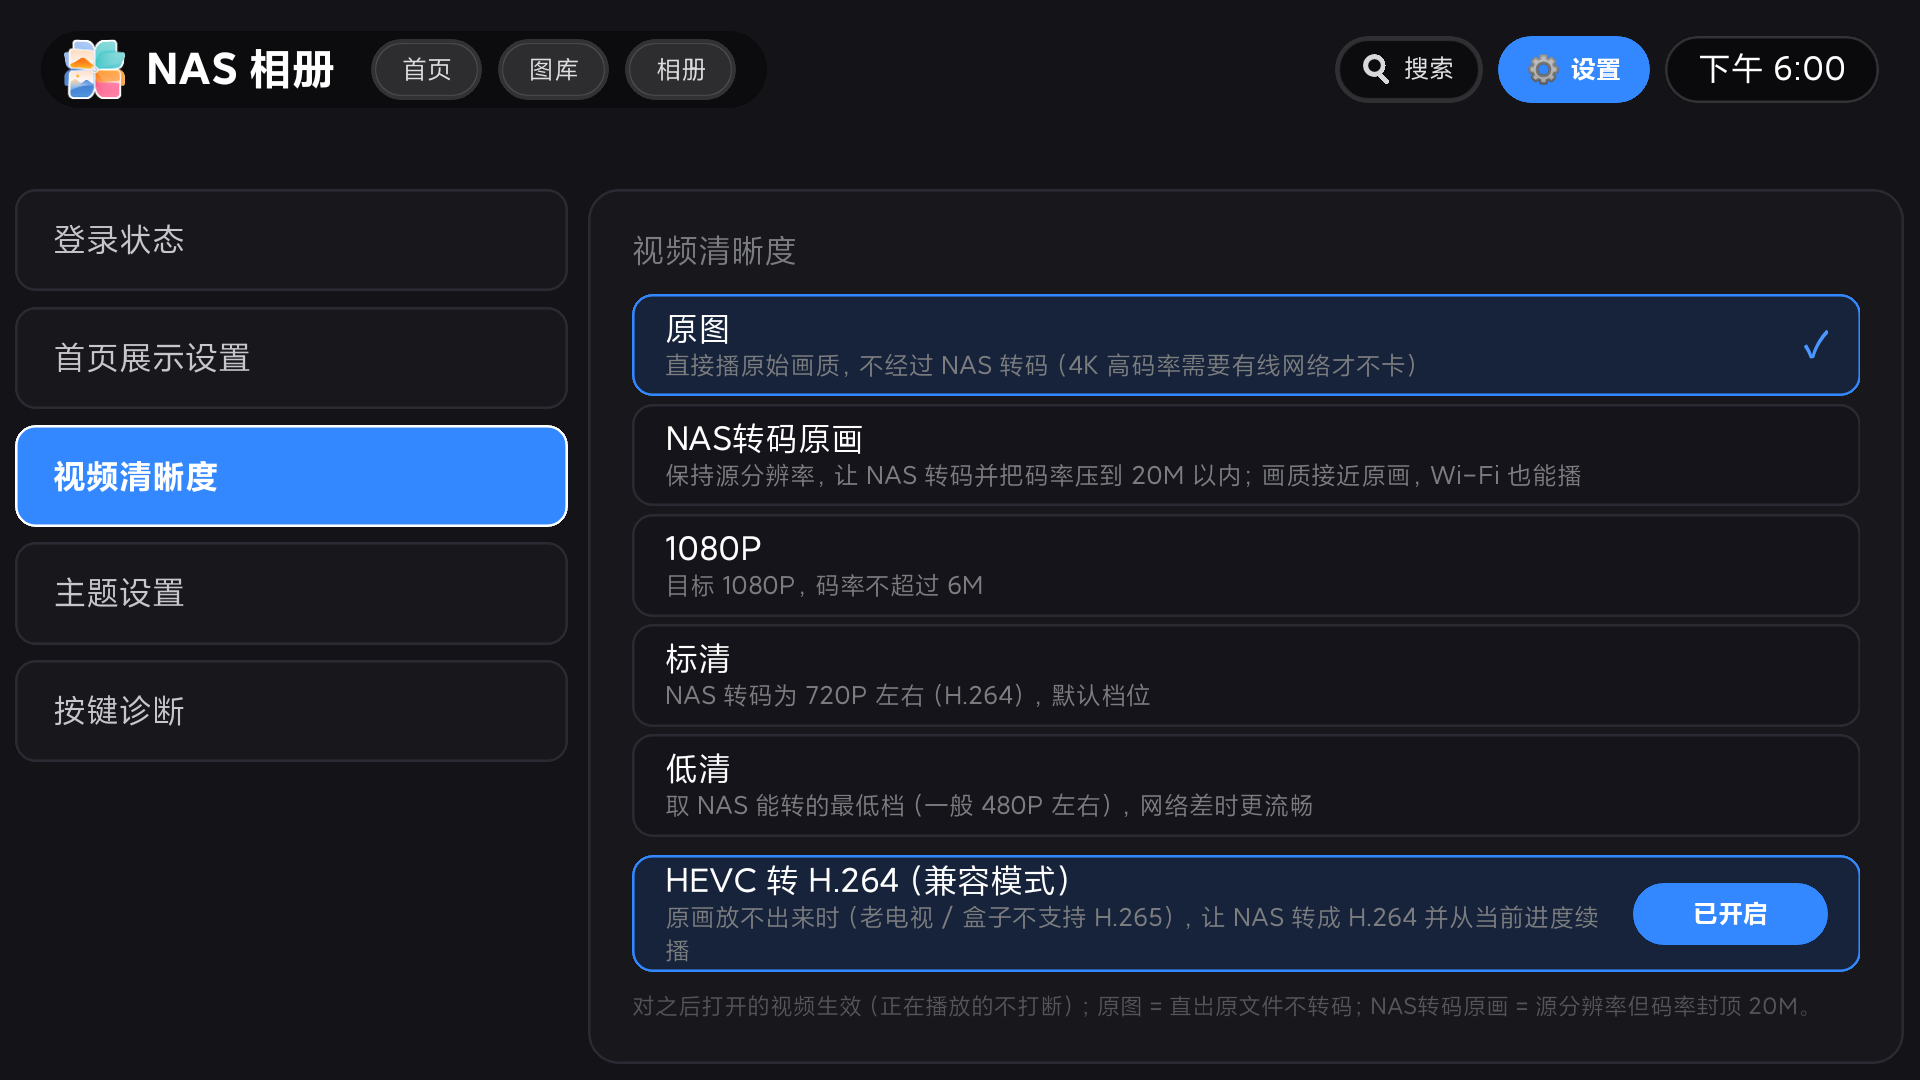 NAS 相册
首页
图库
相册
搜索
设置
下午 6:00
登录状态
首页展示设置
视频清晰度
主题设置
按键诊断
视频清晰度
原图
直接播原始画质，不经过 NAS 转码（4K 高码率需要有线网络才不卡）
✓
NAS转码原画
保持源分辨率，让 NAS 转码并把码率压到 20M 以内；画质接近原画，Wi-Fi 也能播
1080P
目标 1080P，码率不超过 6M
标清
NAS 转码为 720P 左右（H.264），默认档位
低清
取 NAS 能转的最低档（一般 480P 左右），网络差时更流畅
HEVC 转 H.264（兼容模式）
原画放不出来时（老电视 / 盒子不支持 H.265），让 NAS 转成 H.264 并从当前进度续
播
已开启
对之后打开的视频生效（正在播放的不打断）；原图 = 直出原文件不转码；NAS转码原画 = 源分辨率但码率封顶 20M。